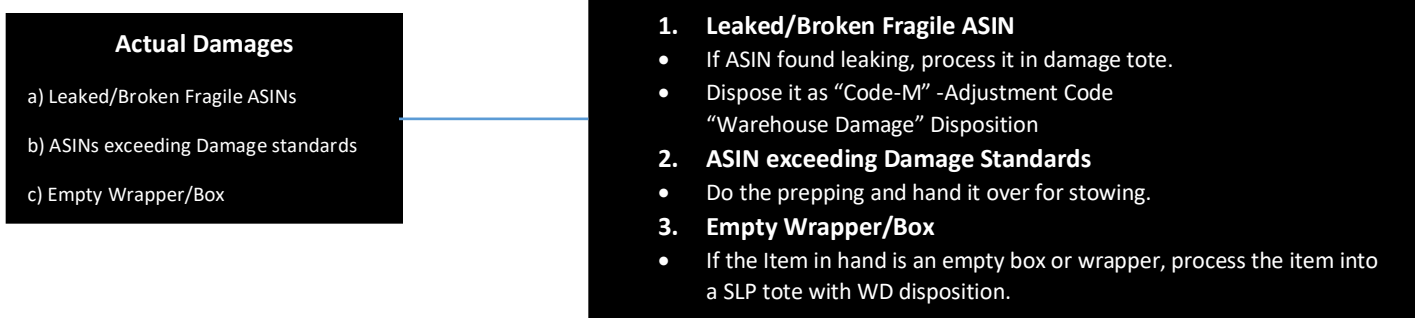 Actual Damages
a) Leaked/Broken Fragile ASINs
b) ASINs exceeding Damage standards
c) Empty Wrapper/Box
1. Leaked/Broken Fragile ASIN
• If ASIN found leaking, process it in damage tote.
• Dispose it as “Code-M” -Adjustment Code
“Warehouse Damage” Disposition
2. ASIN exceeding Damage Standards
• Do the prepping and hand it over for stowing.
3. Empty Wrapper/Box
• If the Item in hand is an empty box or wrapper, process the item into
a SLP tote with WD disposition.